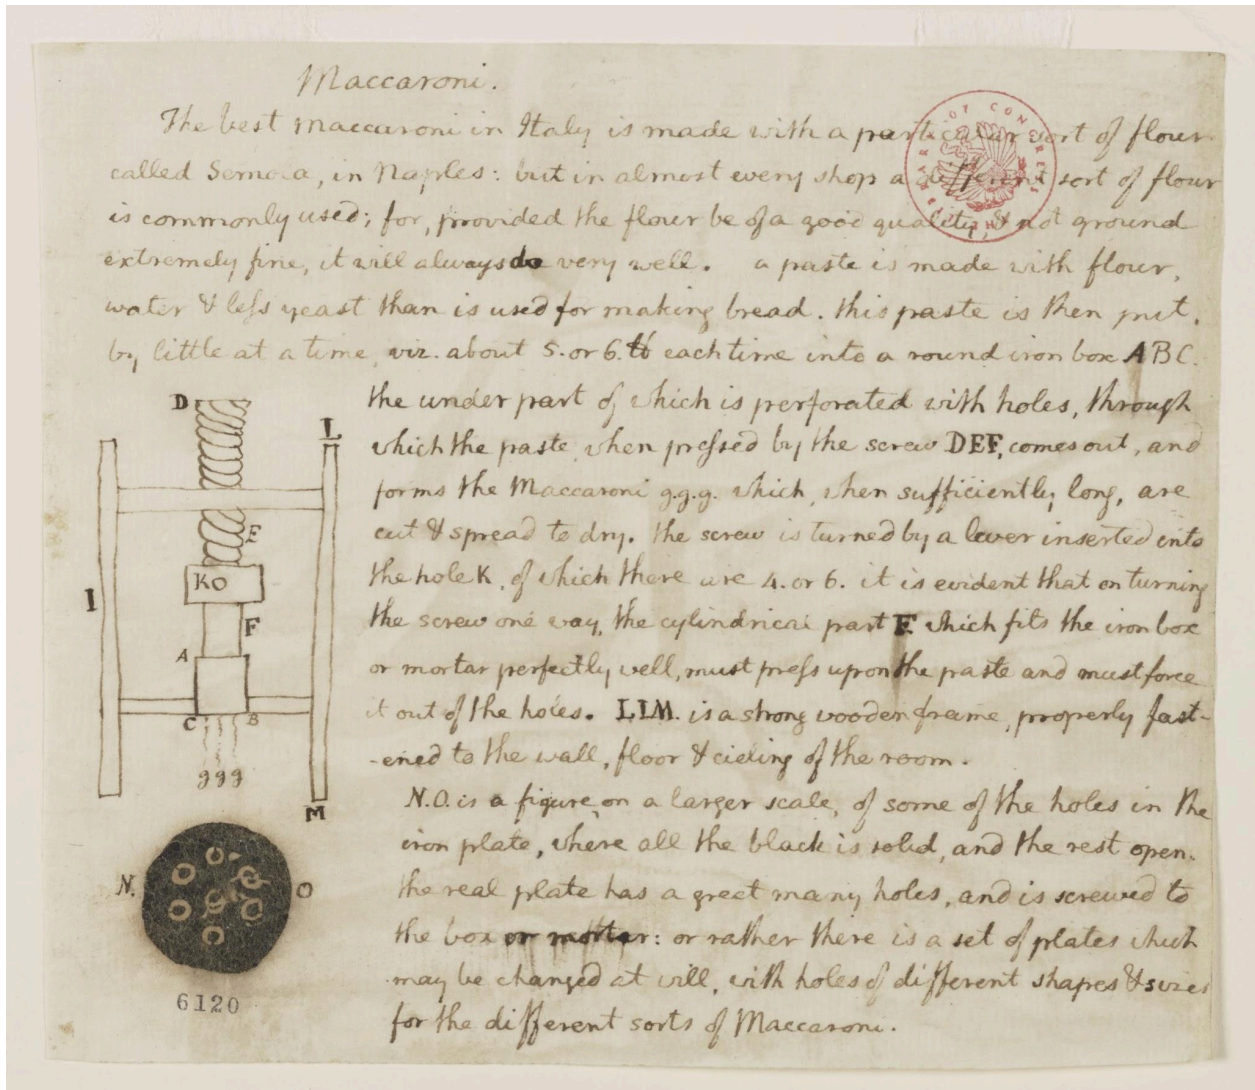 Maccaroni.
The best maccaroni in Italy is made with a particular sort of flour
called Semola, in Naples: but in almost every shop a different sort of flour
is commonly used; for, provided the flour be of a good quality, & not ground
extremely fine, it will always do very well. a paste is made with flour,
water & less yeast than is used for making bread. this paste is then put,
by little at a time, viz. about 5. or 6. ℔ each time into a round iron box ABC.
the under part of which is perforated with holes, through
which the paste, when pressed by the screw DEF, comes out, and
forms the Maccaroni g.g.g. which, when sufficiently long, are
cut & spread to dry. the screw is turned by a lever inserted into
the hole K, of which there are 4. or 6. it is evident that on turning
the screw one way, the cylindrical part F. which fits the iron box
or mortar perfectly well, must press upon the paste and must force
it out of the holes. LLM. is a strong wooden frame, properly fast-
-ened to the wall, floor & cieling of the room.
N.O. is a figure, on a larger scale, of some of the holes in the
iron plate, where all the black is solid, and the rest open.
the real plate has a great many holes, and is screwed to
the box or mortar: or rather there is a set of plates which
may be changed at will, with holes of different shapes & sizes
for the different sorts of Maccaroni.
D
L
E
KO
I
F
A
C
B
ggg
M
N.
O
6120